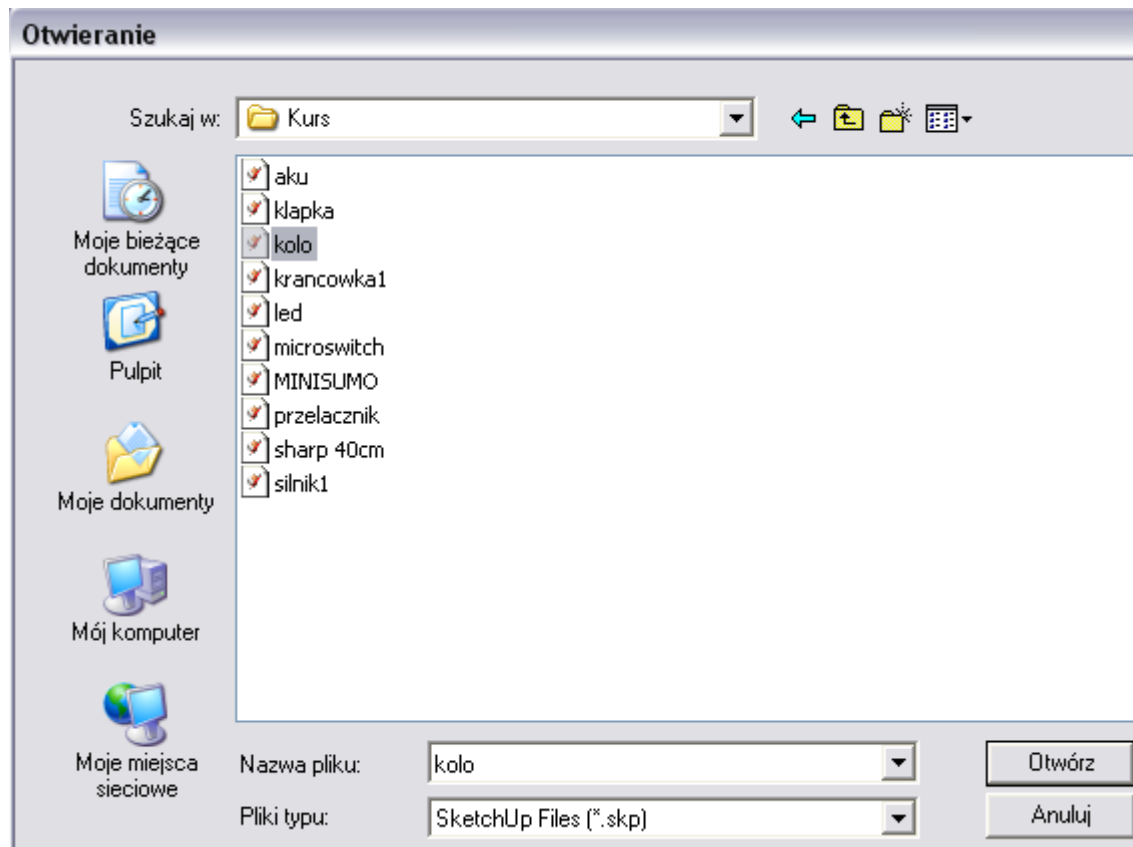 Otwieranie
Szukaj w:
Kurs
Moje bieżące
dokumenty
Pulpit
Moje dokumenty
Mój komputer
Moje miejsca
sieciowe
aku
klapka
kolo
krancowka1
led
microswitch
MINISUMO
przelacznik
sharp 40cm
silnik1
Nazwa pliku:
kolo
Otwórz
Pliki typu:
SketchUp Files (*.skp)
Anuluj